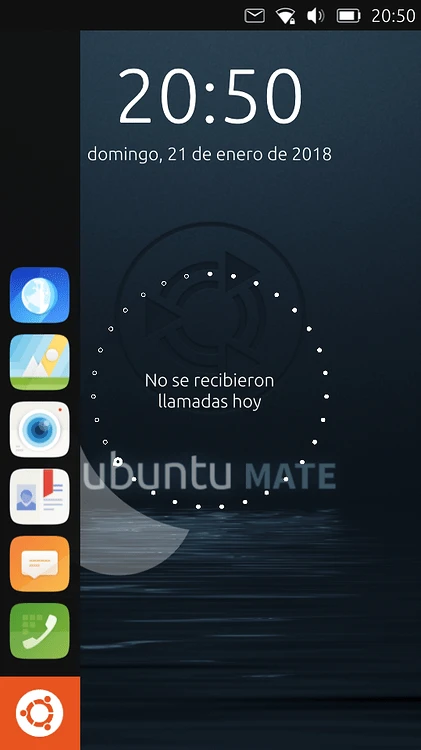 20:50
20:50
domingo, 21 de enero de 2018
No se recibieron
llamadas hoy
ubuntu MATE